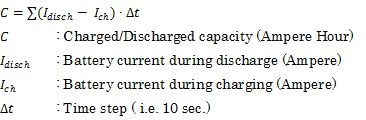 C = ∑(I_disch − I_ch) · Δt
C : Charged/Discharged capacity (Ampere Hour)
I_disch : Battery current during discharge (Ampere)
I_ch : Battery current during charging (Ampere)
Δt : Time step ( i.e. 10 sec.)